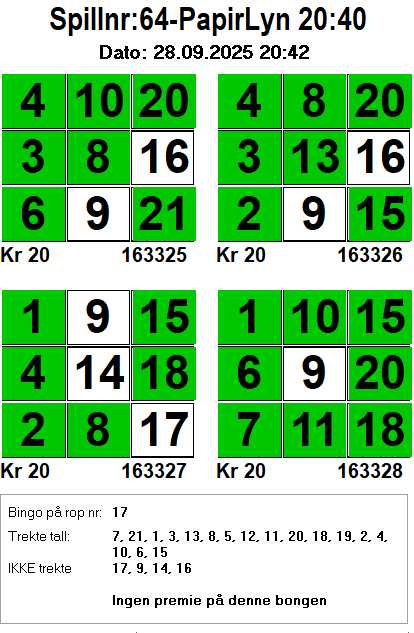 Spillnr:64-PapirLyn 20:40
Dato: 28.09.2025 20:42
4 10 20 4 8 20
3 8 16 3 13 16
6 9 21 2 9 15
Kr 20 163325 Kr 20 163326
1 9 15 1 10 15
4 14 18 6 9 20
2 8 17 7 11 18
Kr 20 163327 Kr 20 163328
Bingo på rop nr: 17
Trekte tall: 7, 21, 1, 3, 13, 8, 5, 12, 11, 20, 18, 19, 2, 4,
10, 6, 15
IKKE trekte 17, 9, 14, 16
Ingen premie på denne bongen